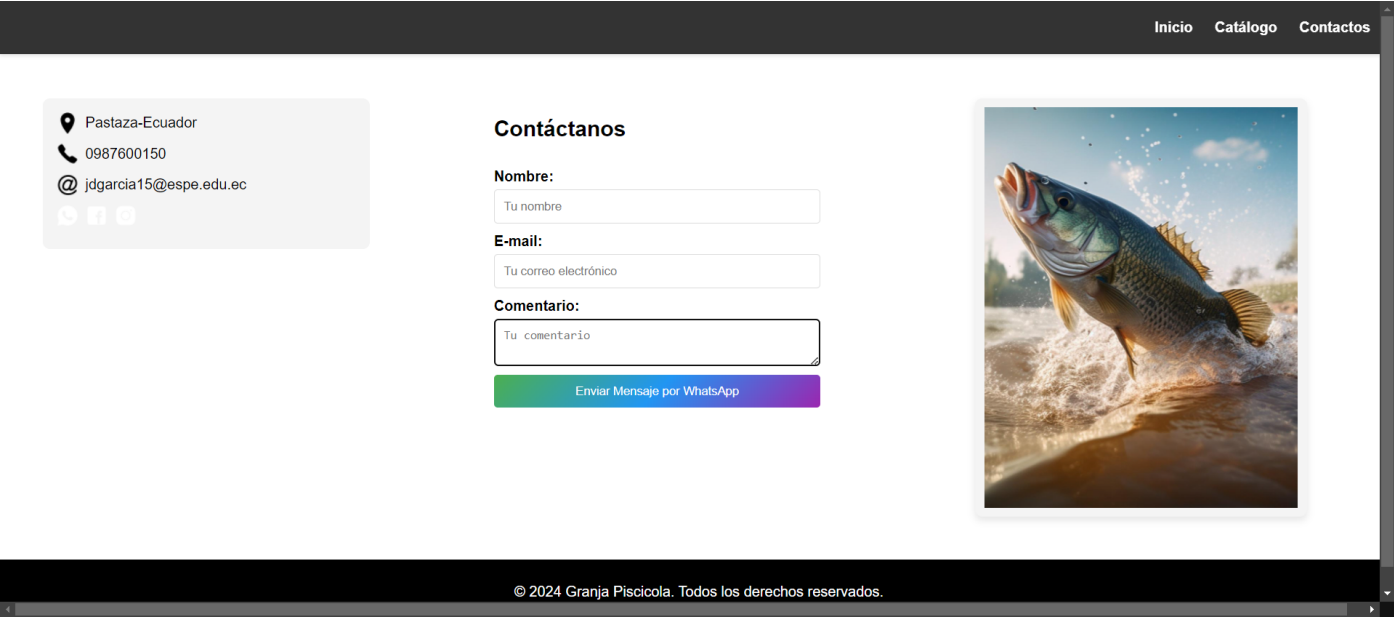 Inicio Catálogo Contactos
Pastaza-Ecuador
0987600150
jdgarcia15@espe.edu.ec
Contáctanos
Nombre:
Tu nombre
E-mail:
Tu correo electrónico
Comentario:
Tu comentario
Enviar Mensaje por WhatsApp
© 2024 Granja Piscicola. Todos los derechos reservados.